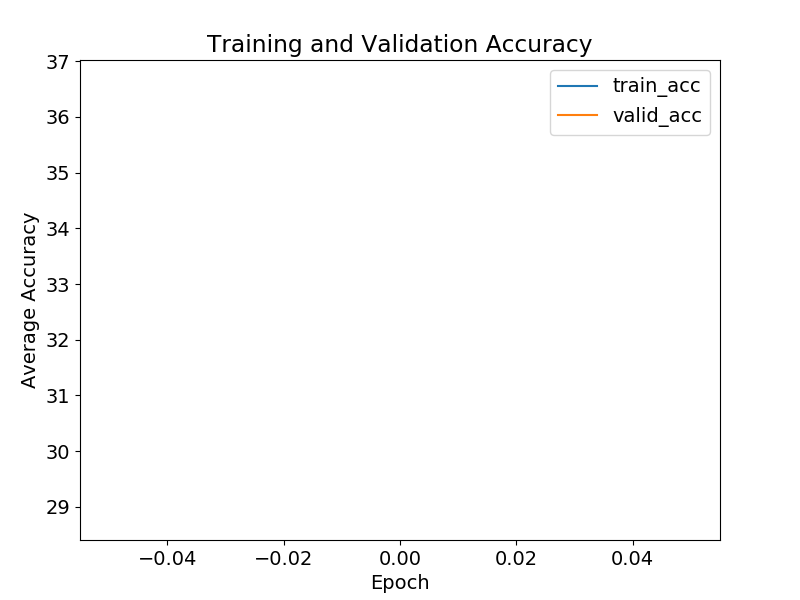 Training and Validation Accuracy
train_acc
valid_acc
37
36
35
34
33
32
31
30
29
Average Accuracy
−0.04
−0.02
0.00
0.02
0.04
Epoch